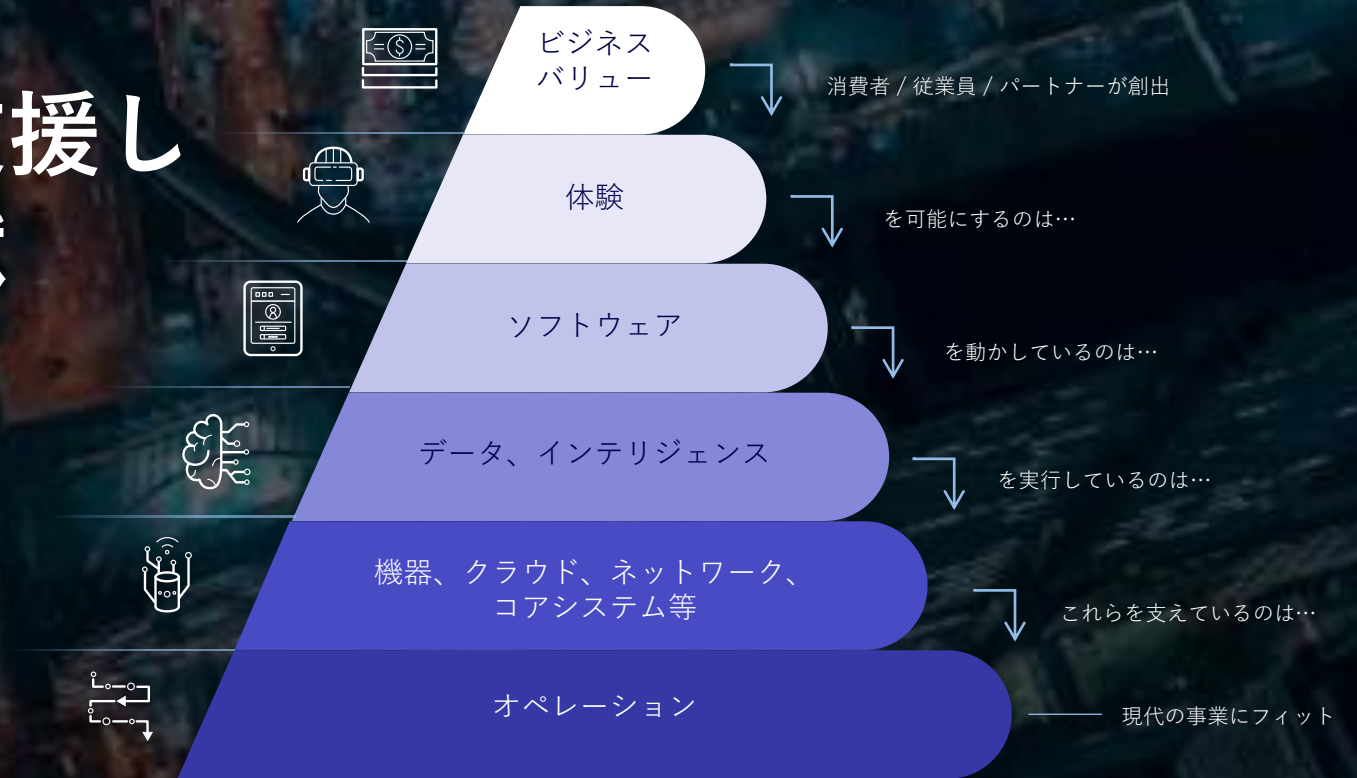 援し
ビジネス
バリュー
消費者 / 従業員 / パートナーが創出
体験
を可能にするのは…
ソフトウェア
を動かしているのは…
データ、インテリジェンス
を実行しているのは…
機器、クラウド、ネットワーク、
コアシステム等
これらを支えているのは…
オペレーション
現代の事業にフィット